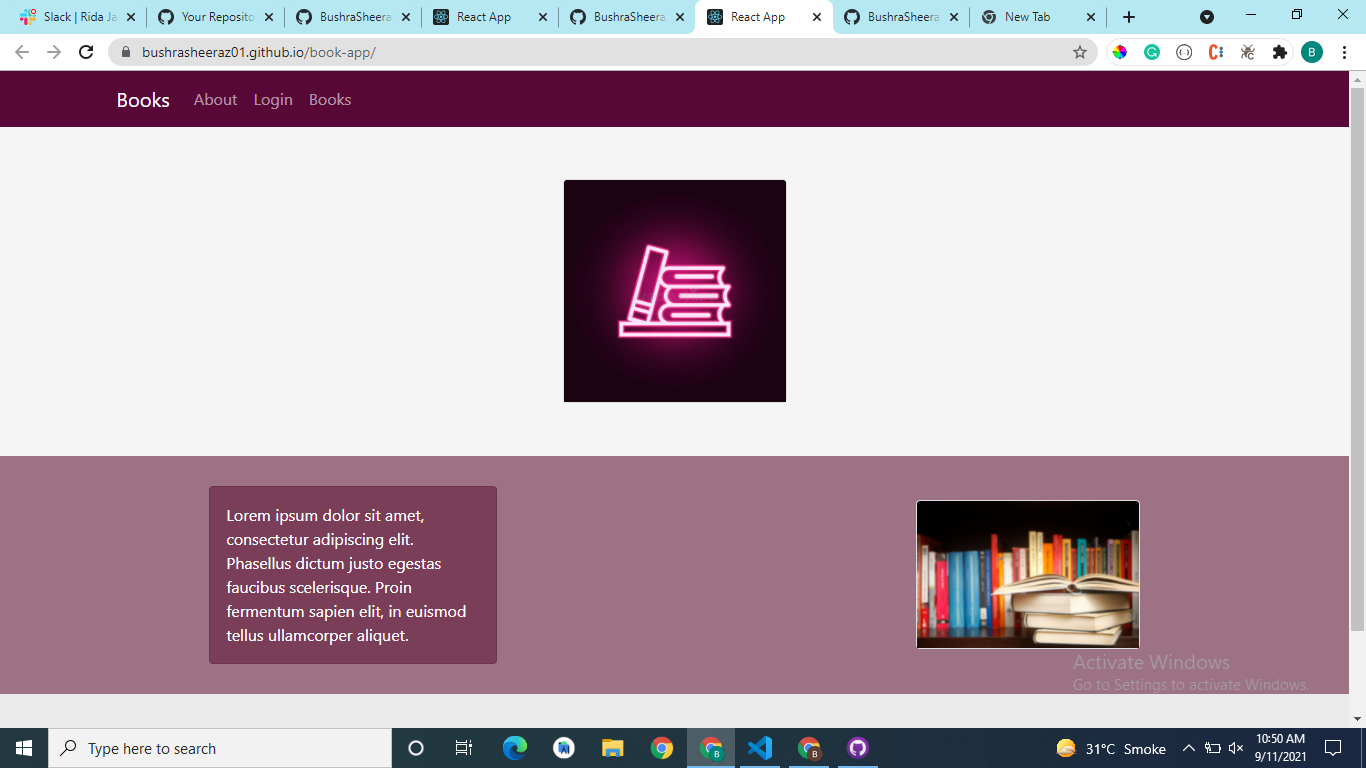 Slack | Rida Ja
Your Reposito
BushraSheera
React App
BushraSheera
React App
BushraSheera
New Tab
bushrasheeraz01.github.io/book-app/
B
Books About Login Books
Lorem ipsum dolor sit amet,
consectetur adipiscing elit.
Phasellus dictum justo egestas
faucibus scelerisque. Proin
fermentum sapien elit, in euismod
tellus ullamcorper aliquet.
Activate Windows
Go to Settings to activate Windows.
Type here to search
31°C Smoke
10:50 AM
9/11/2021